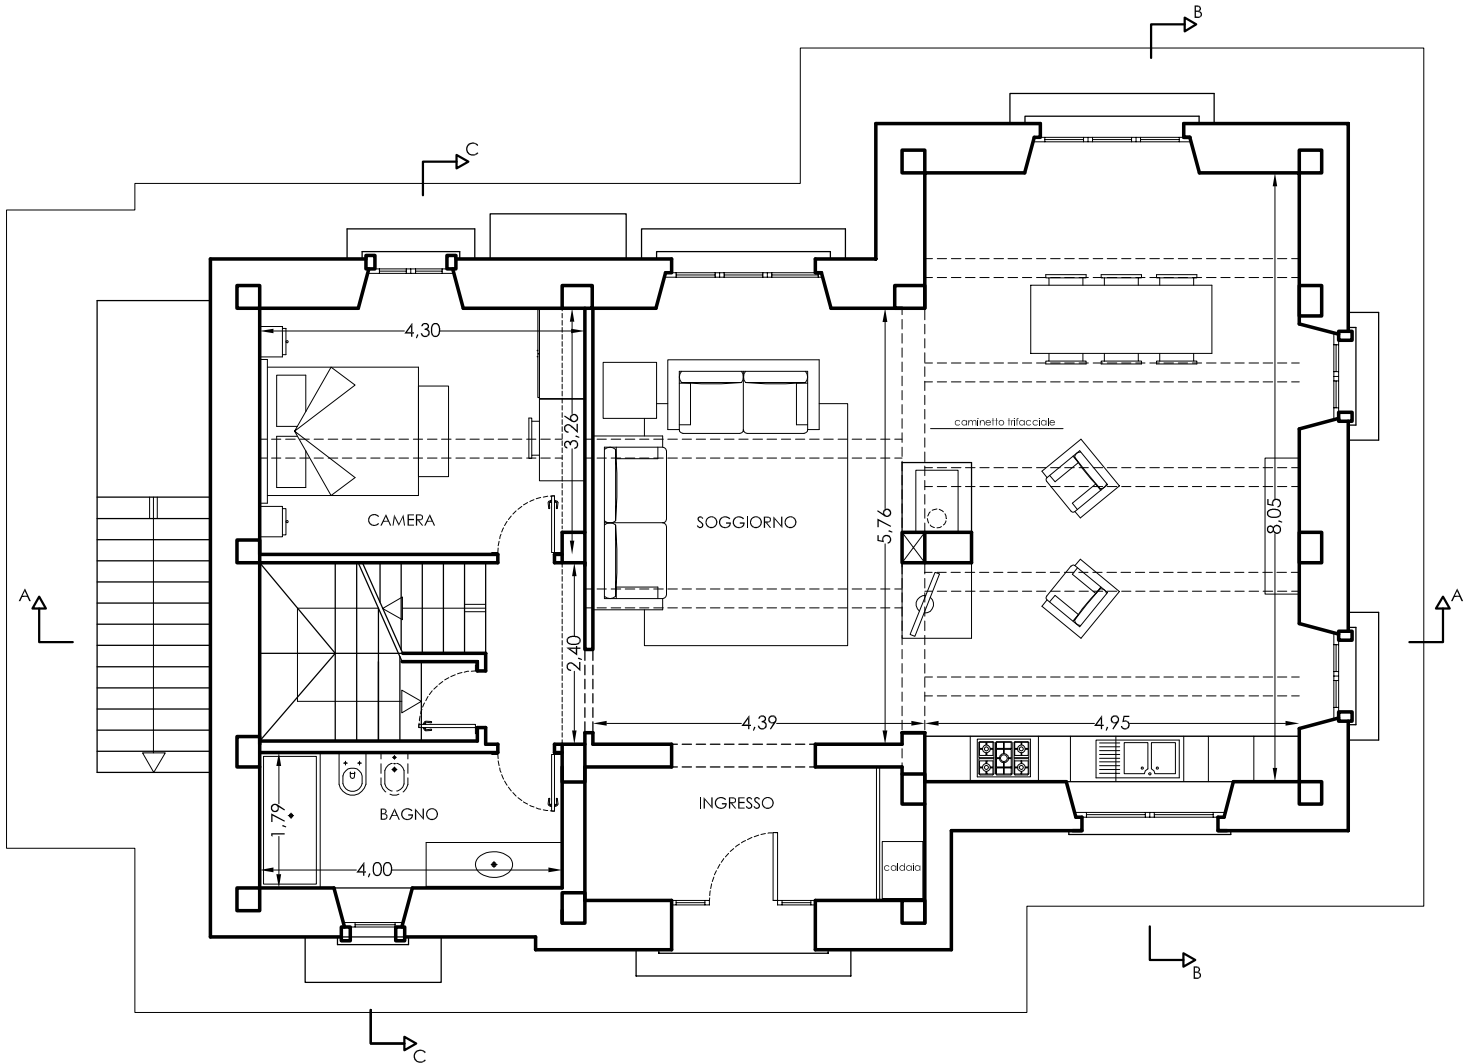 B
C
4,30
3,26
CAMERA
caminetto trifacciale
SOGGIORNO
5,76
8,05
A
A
2,40
4,39
4,95
INGRESSO
BAGNO
1,79
4,00
caldaia
B
C